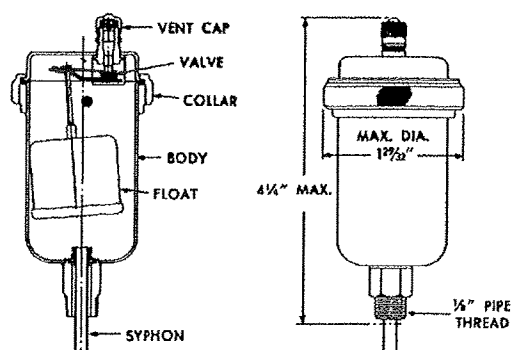 VENT CAP
VALVE
COLLAR
BODY
FLOAT
SYPHON
MAX. DIA.
1 29/32"
4 1/4" MAX.
1/8" PIPE
THREAD